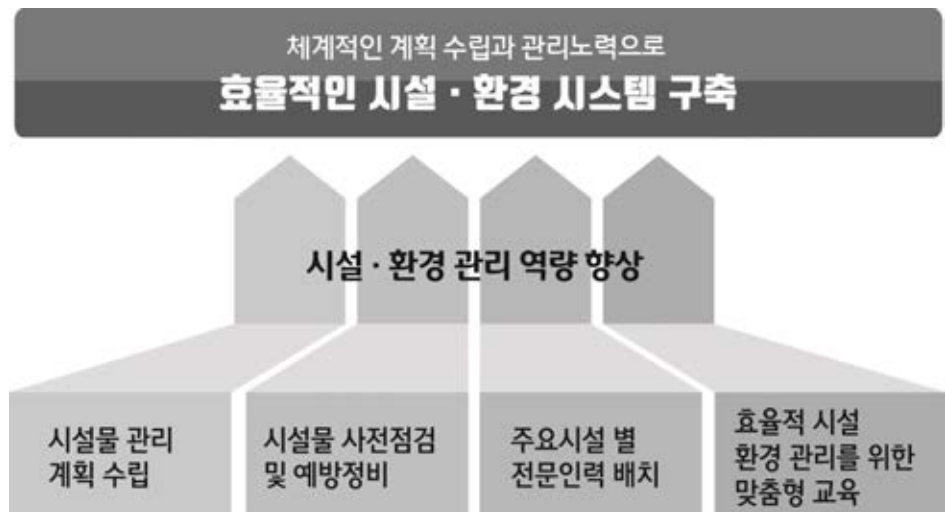 체계적인 계획 수립과 관리노력으로
효율적인 시설 · 환경 시스템 구축
시설 · 환경 관리 역량 향상
시설물 관리
계획 수립
시설물 사전점검
및 예방정비
주요시설 별
전문인력 배치
효율적 시설
환경 관리를 위한
맞춤형 교육